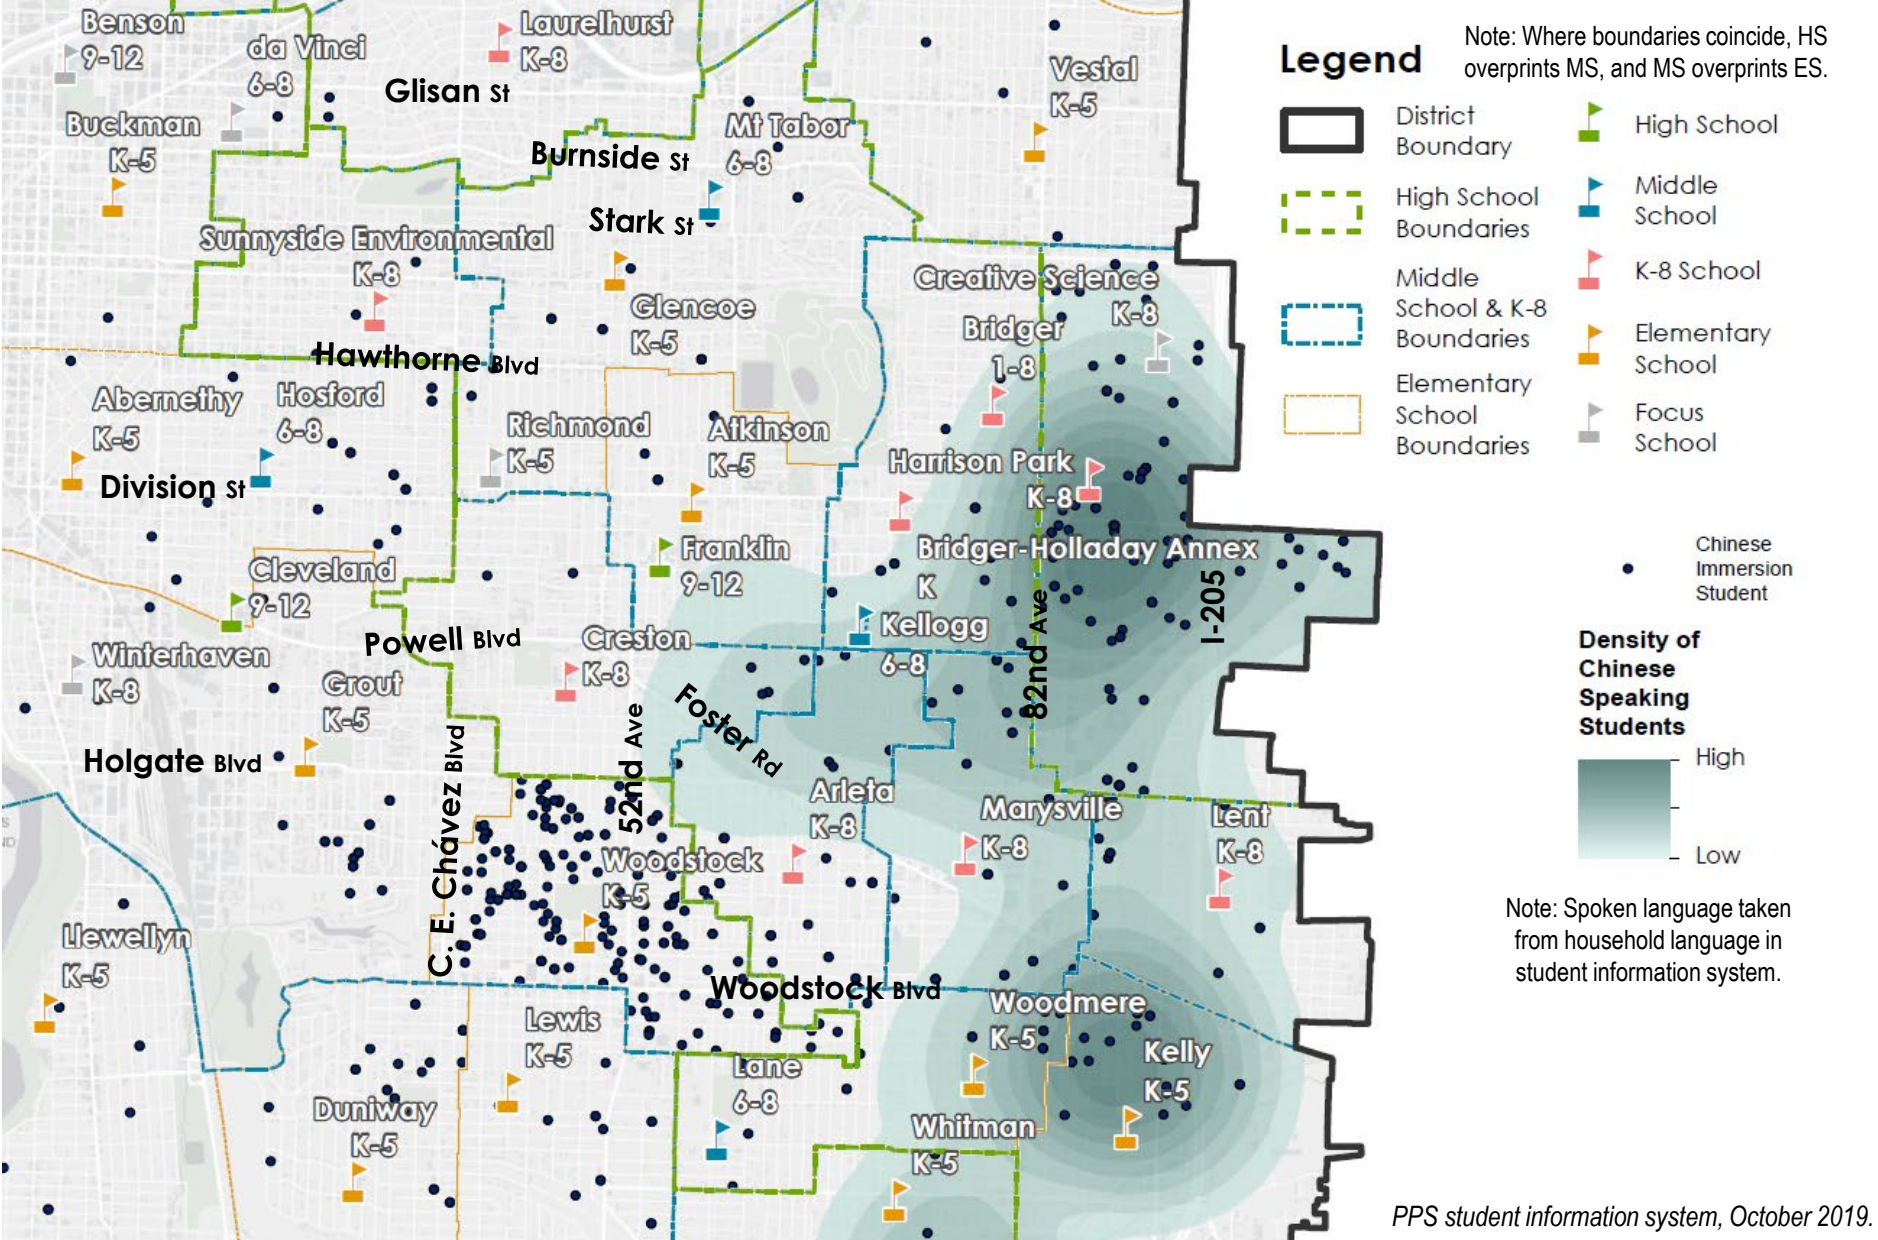 Benson
9-12
da Vinci
6-8
Laurelhurst
K-8
Glisan St
Vestal
K-5
Buckman
K-5
Mt Tabor
6-8
Burnside St
Stark St
Sunnyside Environmental
K-8
Glencoe
K-5
Creative Science
K-8
Bridger
1-8
Hawthorne Blvd
Abernethy
K-5
Hosford
6-8
Richmond
K-5
Atkinson
K-5
Harrison Park
K-8
Division St
Franklin
9-12
Bridger-Holladay Annex
K
Cleveland
9-12
I-205
82nd Ave
Kellogg
6-8
Powell Blvd
Creston
K-8
Winterhaven
K-8
Grout
K-5
Foster Rd
52nd Ave
C. E. Chávez Blvd
Holgate Blvd
Arleta
K-8
Marysville
K-8
Lent
K-8
Woodstock
K-5
Llewellyn
K-5
Woodstock Blvd
Woodmere
K-5
Lewis
K-5
Kelly
K-5
Lane
6-8
Duniway
K-5
Whitman
K-5
Legend
Note: Where boundaries coincide, HS
overprints MS, and MS overprints ES.
District
Boundary
High School
Boundaries
Middle
School & K-8
Boundaries
Elementary
School
Boundaries
High School
Middle
School
K-8 School
Elementary
School
Focus
School
Chinese
Immersion
Student
Density of
Chinese
Speaking
Students
High
Low
Note: Spoken language taken
from household language in
student information system.
PPS student information system, October 2019.